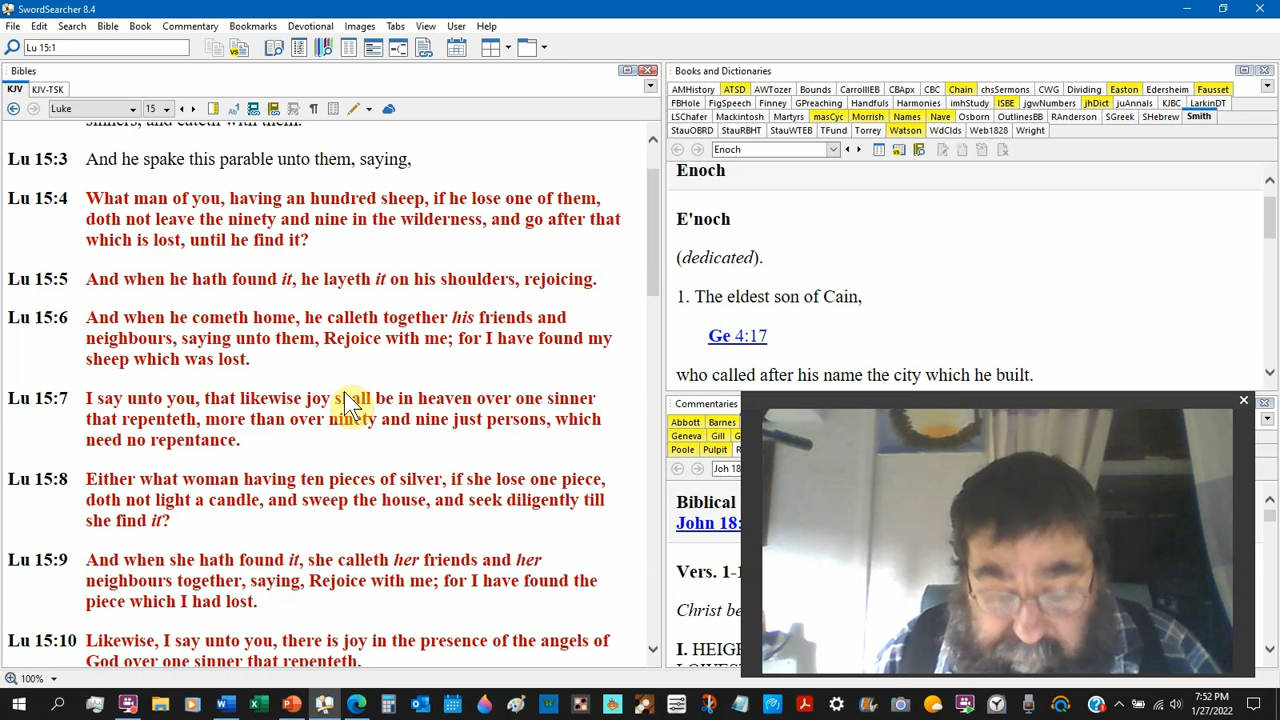 SwordSearcher 8.4
File Edit Search Bible Book Commentary Bookmarks Devotional Images Tabs View User Help
Lu 15:1
Bibles
KJV KJV-TSK
Luke 15
sinners, and eateth with them.
Lu 15:3 And he spake this parable unto them, saying,
Lu 15:4 What man of you, having an hundred sheep, if he lose one of them,
doth not leave the ninety and nine in the wilderness, and go after that
which is lost, until he find it?
Lu 15:5 And when he hath found it, he layeth it on his shoulders, rejoicing.
Lu 15:6 And when he cometh home, he calleth together his friends and
neighbours, saying unto them, Rejoice with me; for I have found my
sheep which was lost.
Lu 15:7 I say unto you, that likewise joy shall be in heaven over one sinner
that repenteth, more than over ninety and nine just persons, which
need no repentance.
Lu 15:8 Either what woman having ten pieces of silver, if she lose one piece,
doth not light a candle, and sweep the house, and seek diligently till
she find it?
Lu 15:9 And when she hath found it, she calleth her friends and her
neighbours together, saying, Rejoice with me; for I have found the
piece which I had lost.
Lu 15:10 Likewise, I say unto you, there is joy in the presence of the angels of
God over one sinner that repenteth.
100%
Books and Dictionaries
AMHistory ATSD AWTozer Bounds CarrollIEB CBApx CBC Chain chsSermons CWG Dividing Easton Edersheim Fausset
FBHole FigSpeech Finney GPreaching Handfuls Harmonies imhStudy ISBE jgwNumbers jhDict juAnnals KJBC LarkinDT
LSChafer Mackintosh Martyrs masCyc Morrish Names Nave Osborn OutlinesBB RAnderson SGreek SHebrew Smith
StauOBRD StauRBHT StauWTEB TFund Torrey Watson WdClds Web1828 Wright
Enoch
Enoch
E'noch
(dedicated).
1. The eldest son of Cain,
Ge 4:17
who called after his name the city which he built.
Commentaries
Abbott Barnes
Geneva Gill G
Poole Pulpit R
Joh 18
Biblical
John 18:
Vers. 1-1
Christ be
I. HEIGH
LOWEST
7:52 PM
1/27/2022